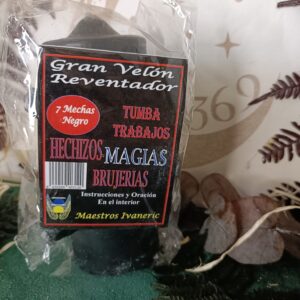 Gran Velón
Reventador
7 Mechas
Negro
TUMBA
TRABAJOS
HECHIZOS MAGIAS
BRUJERIAS
Instrucciones y Oración
En el interior
Maestros Ivaneric
369